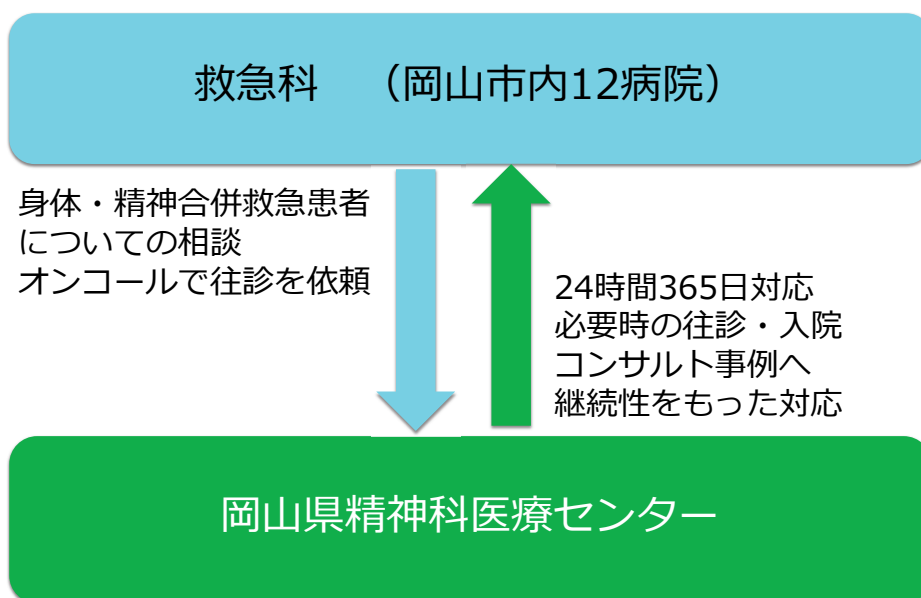 救急科　（岡山市内12病院）
身体・精神合併救急患者
についての相談
オンコールで往診を依頼
24時間365日対応
必要時の往診・入院
コンサルト事例へ
継続性をもった対応
岡山県精神科医療センター